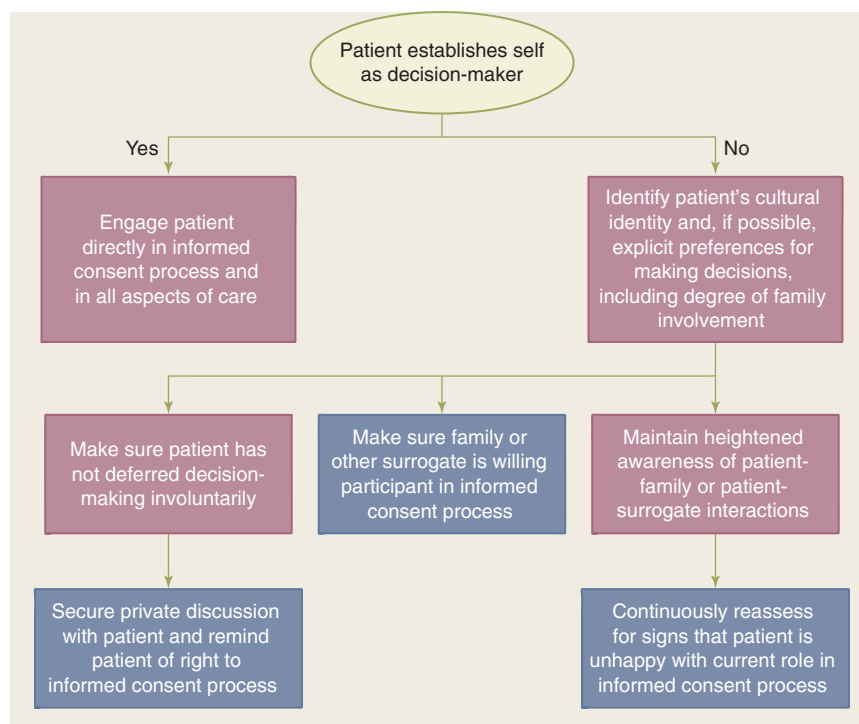 Patient establishes self
as decision-maker
Yes
No
Engage patient
directly in informed
consent process and
in all aspects of care
Identify patient's cultural
identity and, if possible,
explicit preferences for
making decisions,
including degree of family
involvement
Make sure patient has
not deferred decision-
making involuntarily
Make sure family or
other surrogate is willing
participant in informed
consent process
Maintain heightened
awareness of patient-
family or patient-
surrogate interactions
Secure private discussion
with patient and remind
patient of right to
informed consent process
Continuously reassess
for signs that patient is
unhappy with current role in
informed consent process